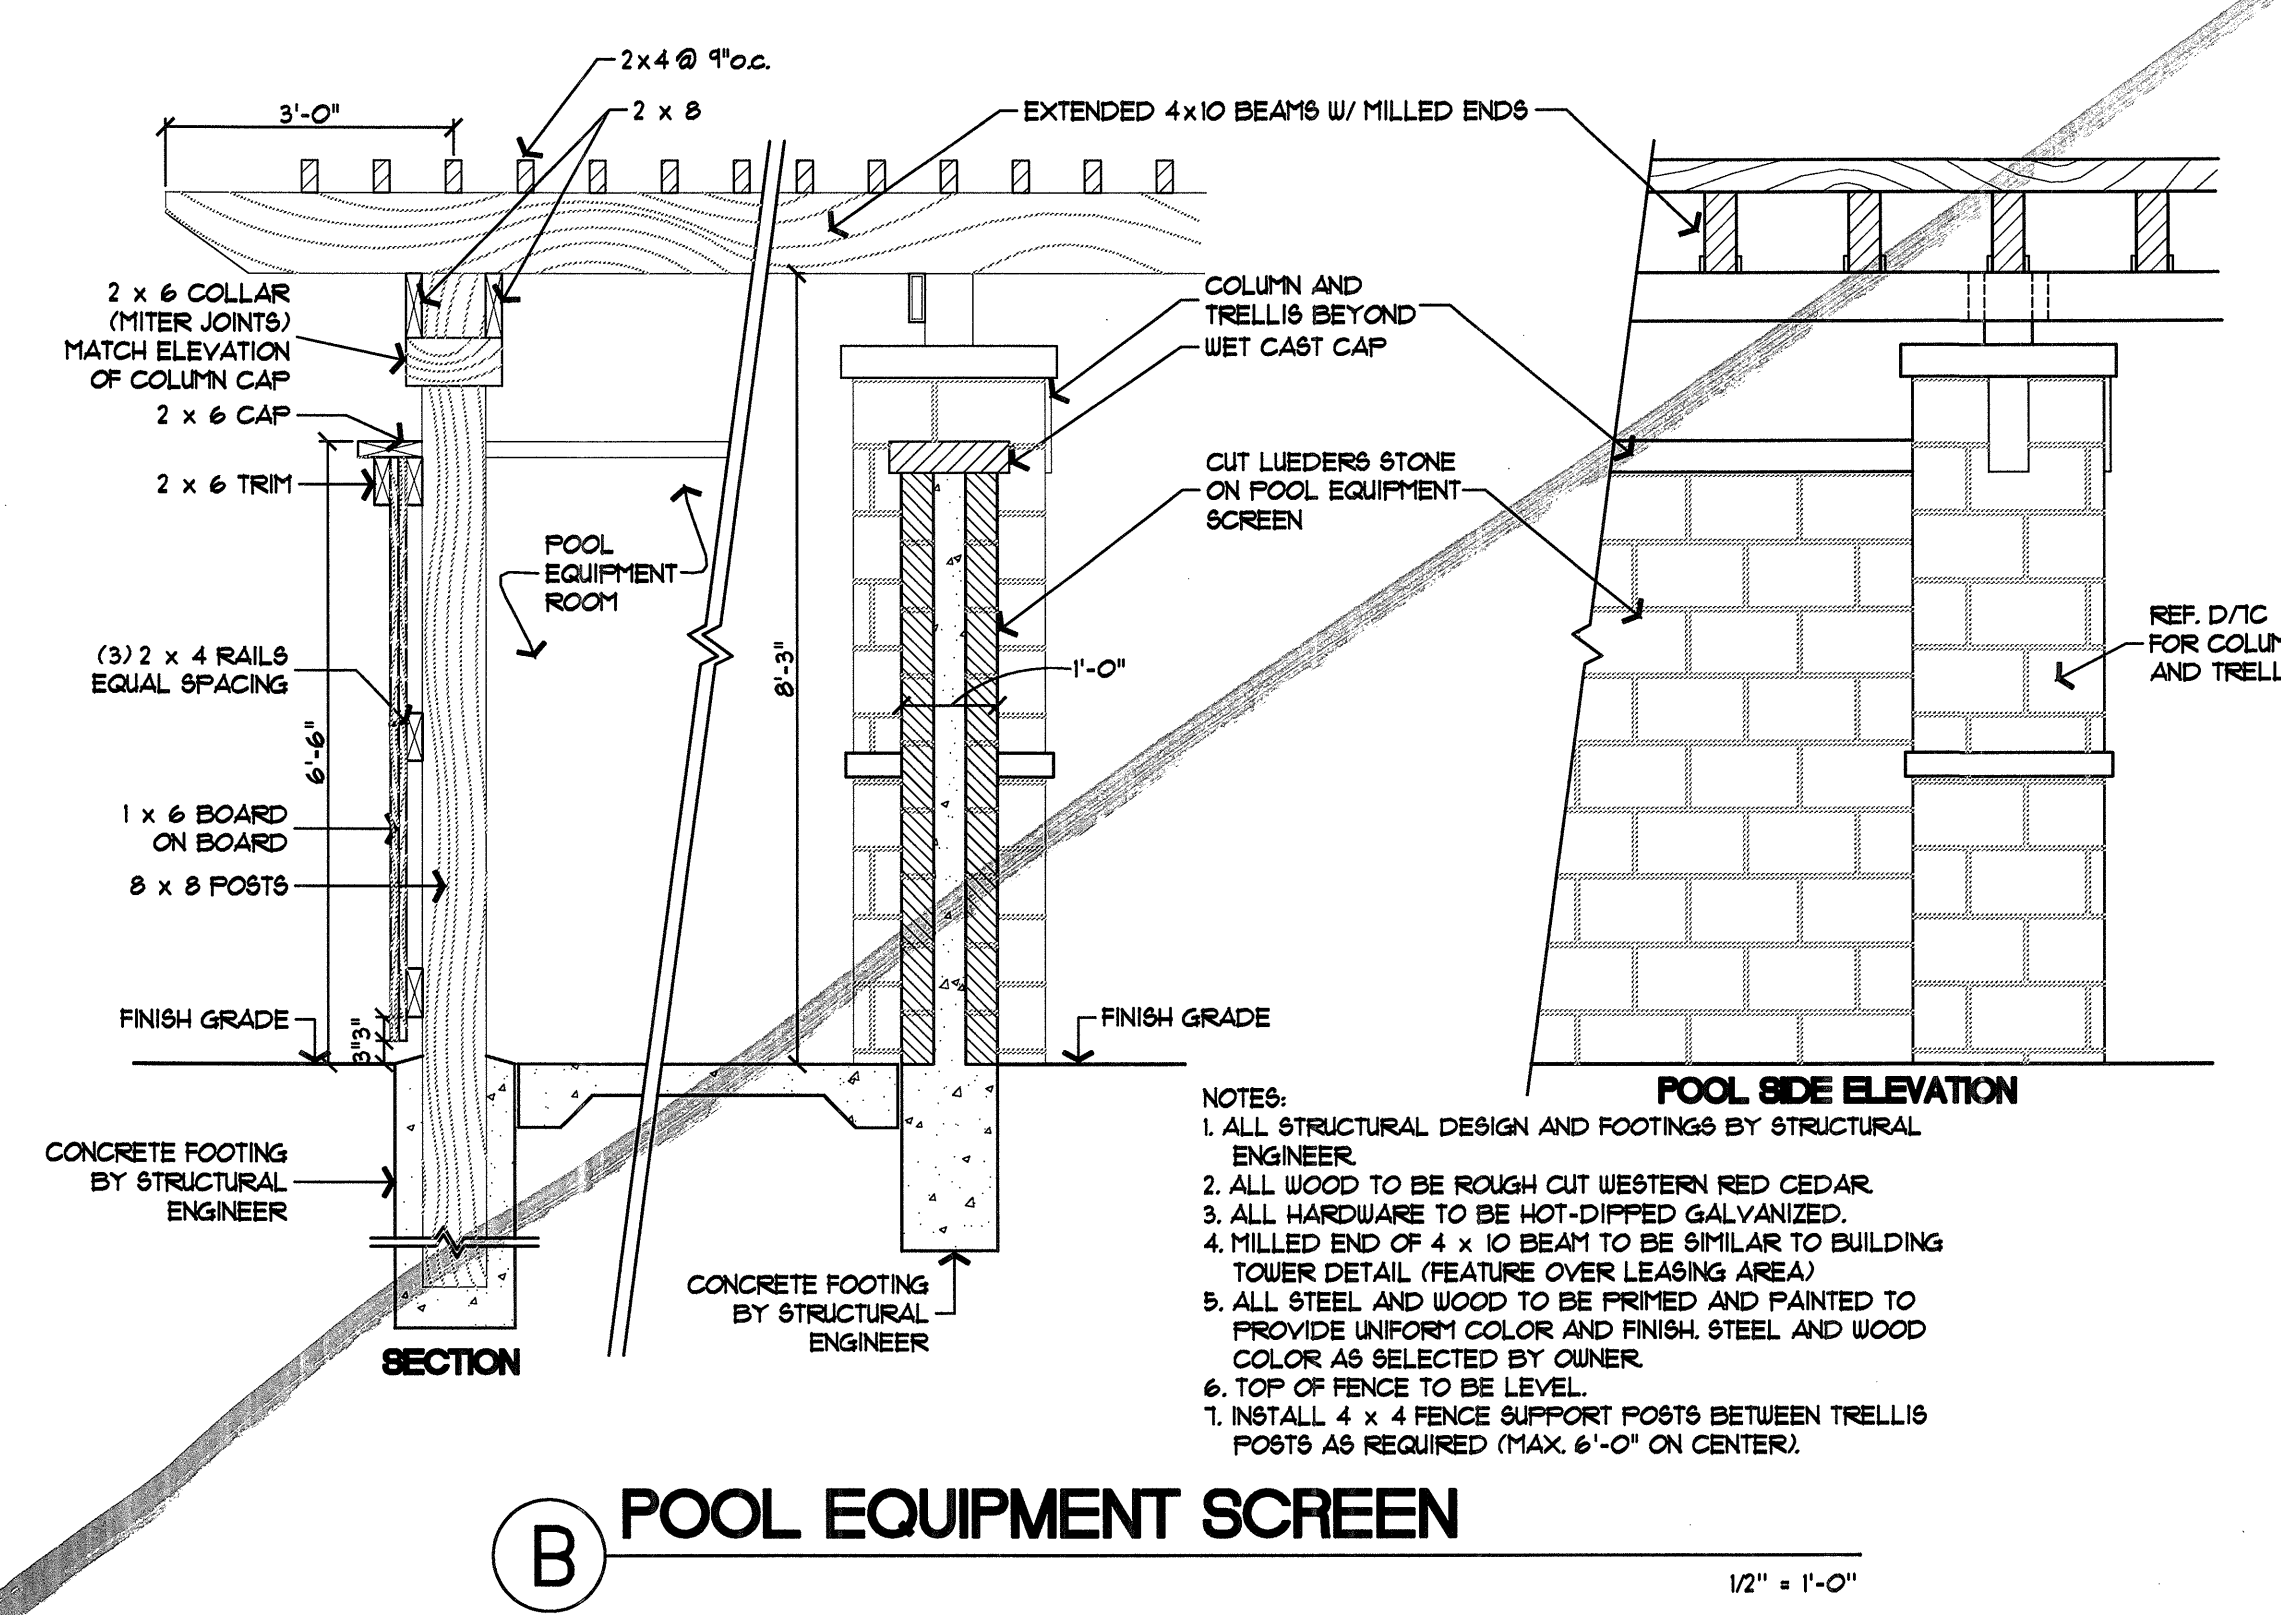 2x4 @ 9"o.c.
3'-0"
2 x 8
EXTENDED 4x10 BEAMS W/ MILLED ENDS
2 x 6 COLLAR
(MITER JOINTS)
MATCH ELEVATION
OF COLUMN CAP
2 x 6 CAP
2 x 6 TRIM
COLUMN AND
TRELLIS BEYOND
WET CAST CAP
CUT LUEDERS STONE
ON POOL EQUIPMENT
SCREEN
POOL
EQUIPMENT
ROOM
(3) 2 x 4 RAILS
EQUAL SPACING
8'-3"
1'-0"
REF. D/7C
FOR COLUM
AND TRELL
6'-6"
1 x 6 BOARD
ON BOARD
8 x 8 POSTS
FINISH GRADE
3"
3"
FINISH GRADE
CONCRETE FOOTING
BY STRUCTURAL
ENGINEER
CONCRETE FOOTING
BY STRUCTURAL
ENGINEER
SECTION
POOL SIDE ELEVATION
NOTES:
1. ALL STRUCTURAL DESIGN AND FOOTINGS BY STRUCTURAL
ENGINEER.
2. ALL WOOD TO BE ROUGH CUT WESTERN RED CEDAR.
3. ALL HARDWARE TO BE HOT-DIPPED GALVANIZED.
4. MILLED END OF 4 x 10 BEAM TO BE SIMILAR TO BUILDING
TOWER DETAIL (FEATURE OVER LEASING AREA)
5. ALL STEEL AND WOOD TO BE PRIMED AND PAINTED TO
PROVIDE UNIFORM COLOR AND FINISH. STEEL AND WOOD
COLOR AS SELECTED BY OWNER.
6. TOP OF FENCE TO BE LEVEL.
7. INSTALL 4 x 4 FENCE SUPPORT POSTS BETWEEN TRELLIS
POSTS AS REQUIRED (MAX. 6'-0" ON CENTER).
B
POOL EQUIPMENT SCREEN
1/2" = 1'-0"